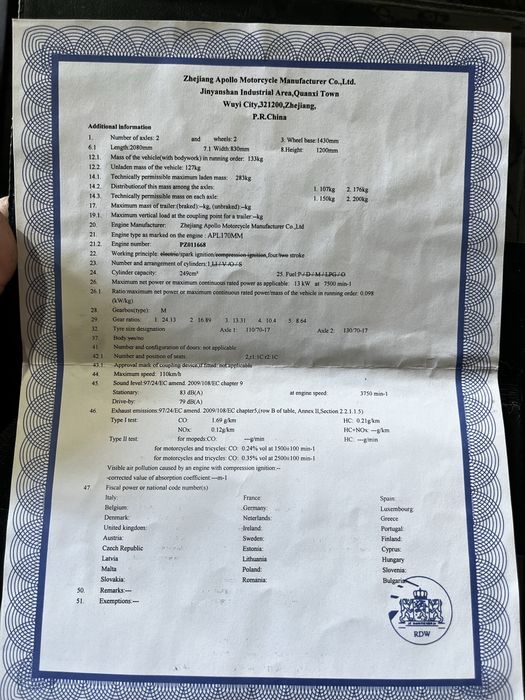 Zhejiang Apollo Motorcycle Manufacturer Co.,Ltd.
Jinyanshan Industrial Area,Quanxi Town
Wuyi City,321200,Zhejiang,
P.R.China
Additional information
1. Number of axles: 2 and wheels: 2 3. Wheel base:1430mm
6.1 Length:2080mm 7.1 Width:830mm 8.Height: 1200mm
12.1. Mass of the vehicle(with bodywork) in running order: 133kg
12.2. Unladen mass of the vehicle: 127kg
14.1. Technically permissible maximum laden mass: 283kg
14.2. Distributionof this mass among the axles: 1. 107kg 2. 176kg
14.3. Technically permissible mass on each axle: 1. 150kg 2. 200kg
17. Maximum mass of trailer:(braked):--kg, (unbraked):--kg
19.1. Maximum vertical load at the coupling point for a trailer:--kg
20. Engine Manufacturer: Zhejiang Apollo Motorcycle Manufacturer Co.,Ltd
21. Engine type as marked on the engine : APL170MM
21.2. Engine number: PZ011668
22. Working principle: electric/spark ignition/compression ignition,four/two stroke
23. Number and arrangement of cylinders:1,LI / V /O / S
24. Cylinder capacity: 249cm³ 25. Fuel:P / D / M / LPG / O
26. Maximum net power or maximum continuous rated power as applicable: 13 kW at 7500 min-1
26.1. Ratio:maximum net power or maximum continuous rated power/mass of the vehicle in running order: 0.098
(kW/kg)
28. Gearbox(type): M
29. Gear ratios: 1. 24.13 2. 16.89 3. 13.31 4. 10.4 5. 8.64
32. Tyre size designation Axle 1: 110/70-17 Axle 2: 130/70-17
37. Body:yes/no
41. Number and configuration of doors: not applicable
42.1. Number and position of seats 2,r1:1C r2:1C
43.1. Approval mark of coupling device,if fitted: not applicable
44. Maximum speed: 110km/h
45. Sound level:97/24/EC amend. 2009/108/EC chapter 9
Stationary: 83 dB(A) at engine speed: 3750 min-1
Drive-by: 79 dB(A)
46. Exhaust emissions:97/24/EC amend. 2009/108/EC chapter5,(row B of table, Annex II,Section 2.2.1.1.5)
Type I test: CO: 1.69 g/km HC: 0.21g/km
NOx: 0.12g/km HC+NOx: ---g/km
Type II test: for mopeds:CO: ---g/min HC: ---g/min
for motorcycles and tricycles: CO: 0.24% vol at 1500±100 min-1
for motorcycles and tricycles: CO: 0.35% vol at 2500±100 min-1
Visible air pollution caused by an engine with compression ignition:--
-corrected value of absorption coefficient:---m-1
47. Fiscal power or national code number(s)
Italy: France: Spain:
Belgium: Germany: Luxembourg:
Denmark: Neterlands: Greece
United kingdom: Ireland: Portugal:
Austria: Sweden: Finland:
Czech Republic Estonia: Cyprus:
Latvia Lithuania Hungary
Malta Poland: Slovenia:
Slovakia: Romania: Bulgaria
50. Remarks:---
51. Exemptions:---
RDW